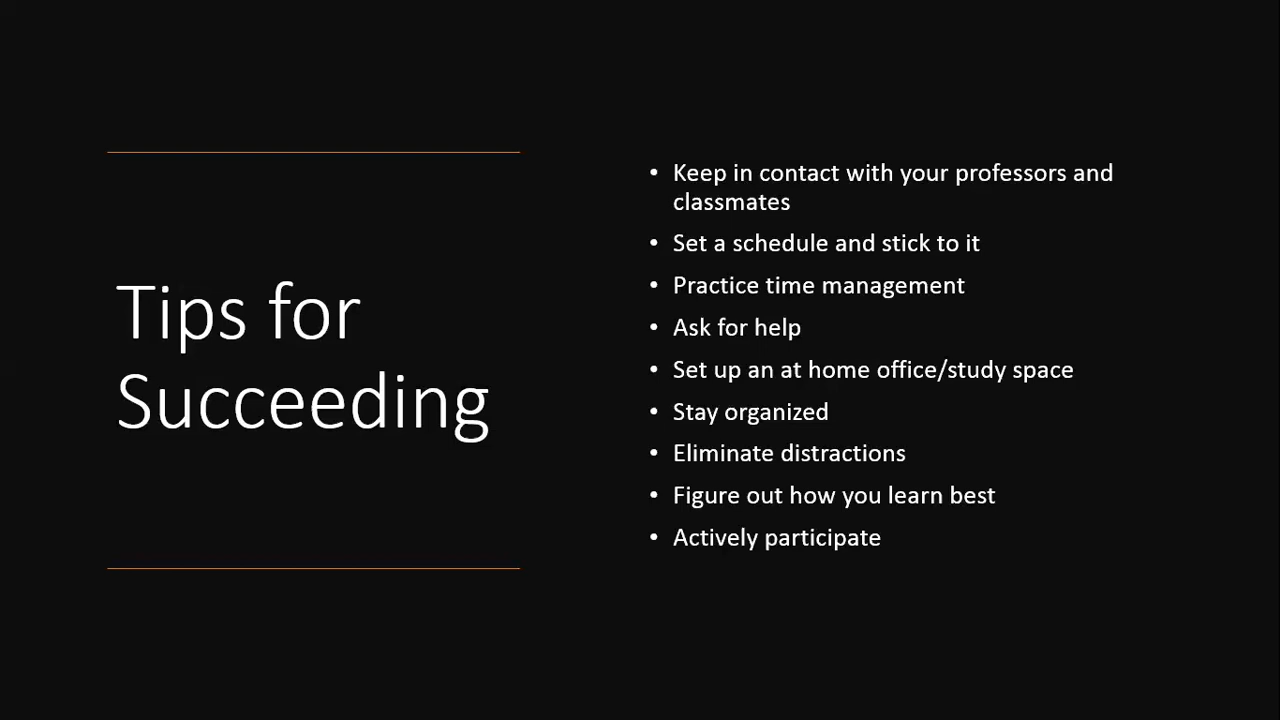 Tips for
Succeeding
• Keep in contact with your professors and
classmates
• Set a schedule and stick to it
• Practice time management
• Ask for help
• Set up an at home office/study space
• Stay organized
• Eliminate distractions
• Figure out how you learn best
• Actively participate